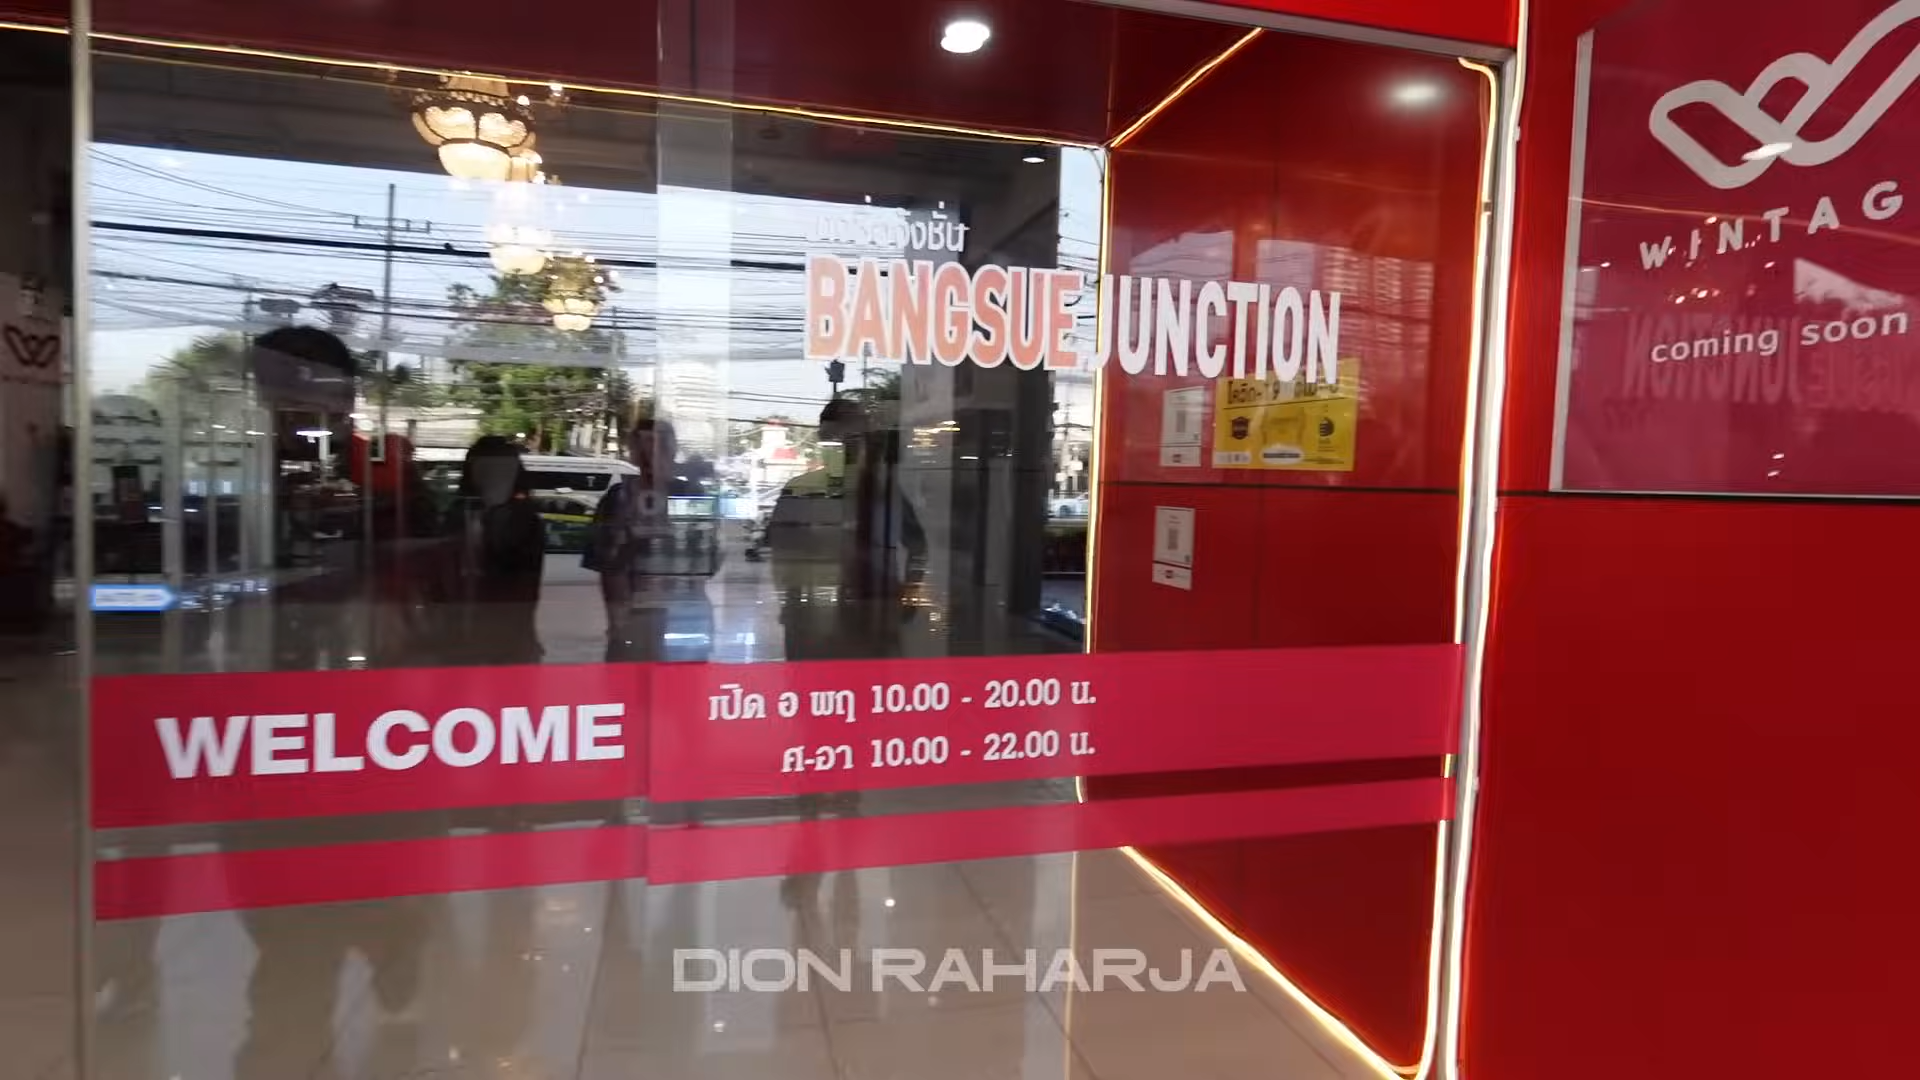 BANGSUE JUNCTION
WINTAG
coming soon
WELCOME
เปิด อ พฤ 10.00 - 20.00 น.
ศ-อา 10.00 - 22.00 น.
DION RAHARJA